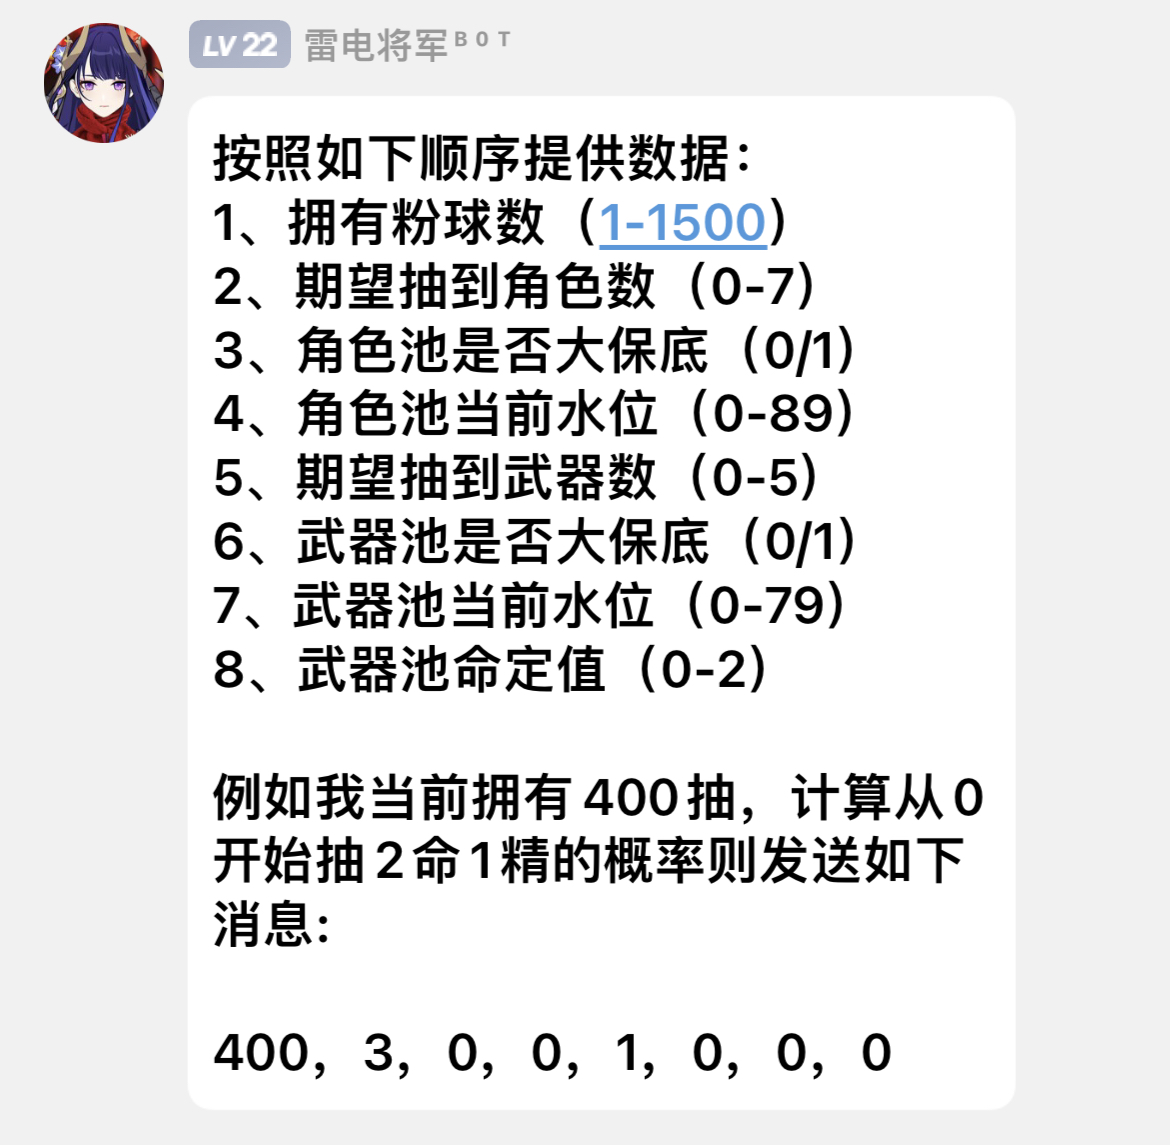 LV 22 雷电将军 BOT
按照如下顺序提供数据：
1、拥有粉球数（1-1500）
2、期望抽到角色数（0-7）
3、角色池是否大保底（0/1）
4、角色池当前水位（0-89）
5、期望抽到武器数（0-5）
6、武器池是否大保底（0/1）
7、武器池当前水位（0-79）
8、武器池命定值（0-2）
例如我当前拥有400抽，计算从0
开始抽2命1精的概率则发送如下
消息：
400，3，0，0，1，0，0，0